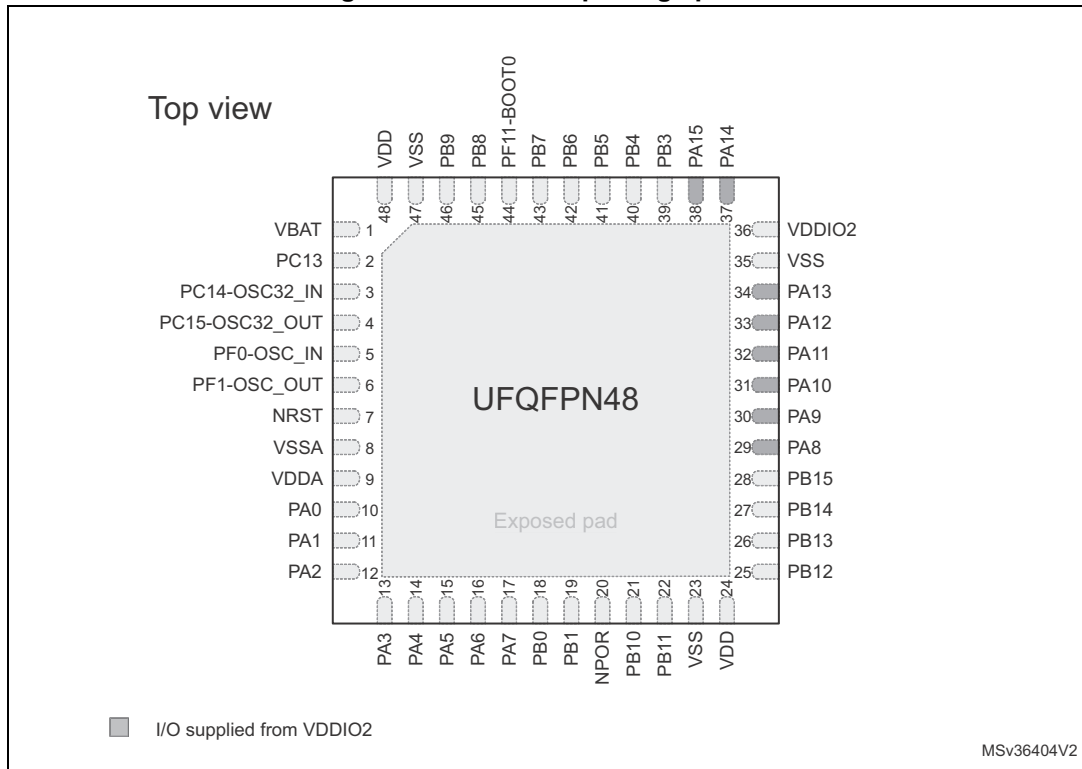 Top view
VDD
VSS
PB9
PB8
PF11-BOOT0
PB7
PB6
PB5
PB4
PB3
PA15
PA14
48
47
46
45
44
43
42
41
40
39
38
37
VBAT 1
PC13 2
PC14-OSC32_IN 3
PC15-OSC32_OUT 4
PF0-OSC_IN 5
PF1-OSC_OUT 6
NRST 7
VSSA 8
VDDA 9
PA0 10
PA1 11
PA2 12
36 VDDIO2
35 VSS
34 PA13
33 PA12
32 PA11
31 PA10
30 PA9
29 PA8
28 PB15
27 PB14
26 PB13
25 PB12
UFQFPN48
Exposed pad
13
14
15
16
17
18
19
20
21
22
23
24
PA3
PA4
PA5
PA6
PA7
PB0
PB1
NPOR
PB10
PB11
VSS
VDD
I/O supplied from VDDIO2
MSv36404V2